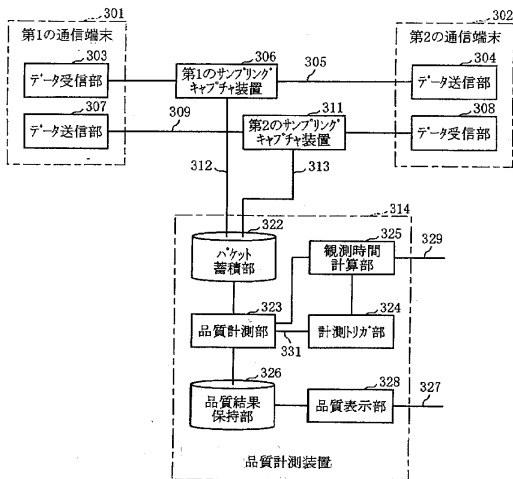 301
302
第1の通信端末
第2の通信端末
303
306
305
304
データ受信部
第1のサンプリング
キャプチャ装置
データ送信部
307
309
311
308
データ送信部
第2のサンプリング
キャプチャ装置
データ受信部
312
313
314
322
325
329
パケット
蓄積部
観測時間
計算部
323
324
品質計測部
計測トリガ部
331
326
328
327
品質結果
保持部
品質表示部
品質計測装置